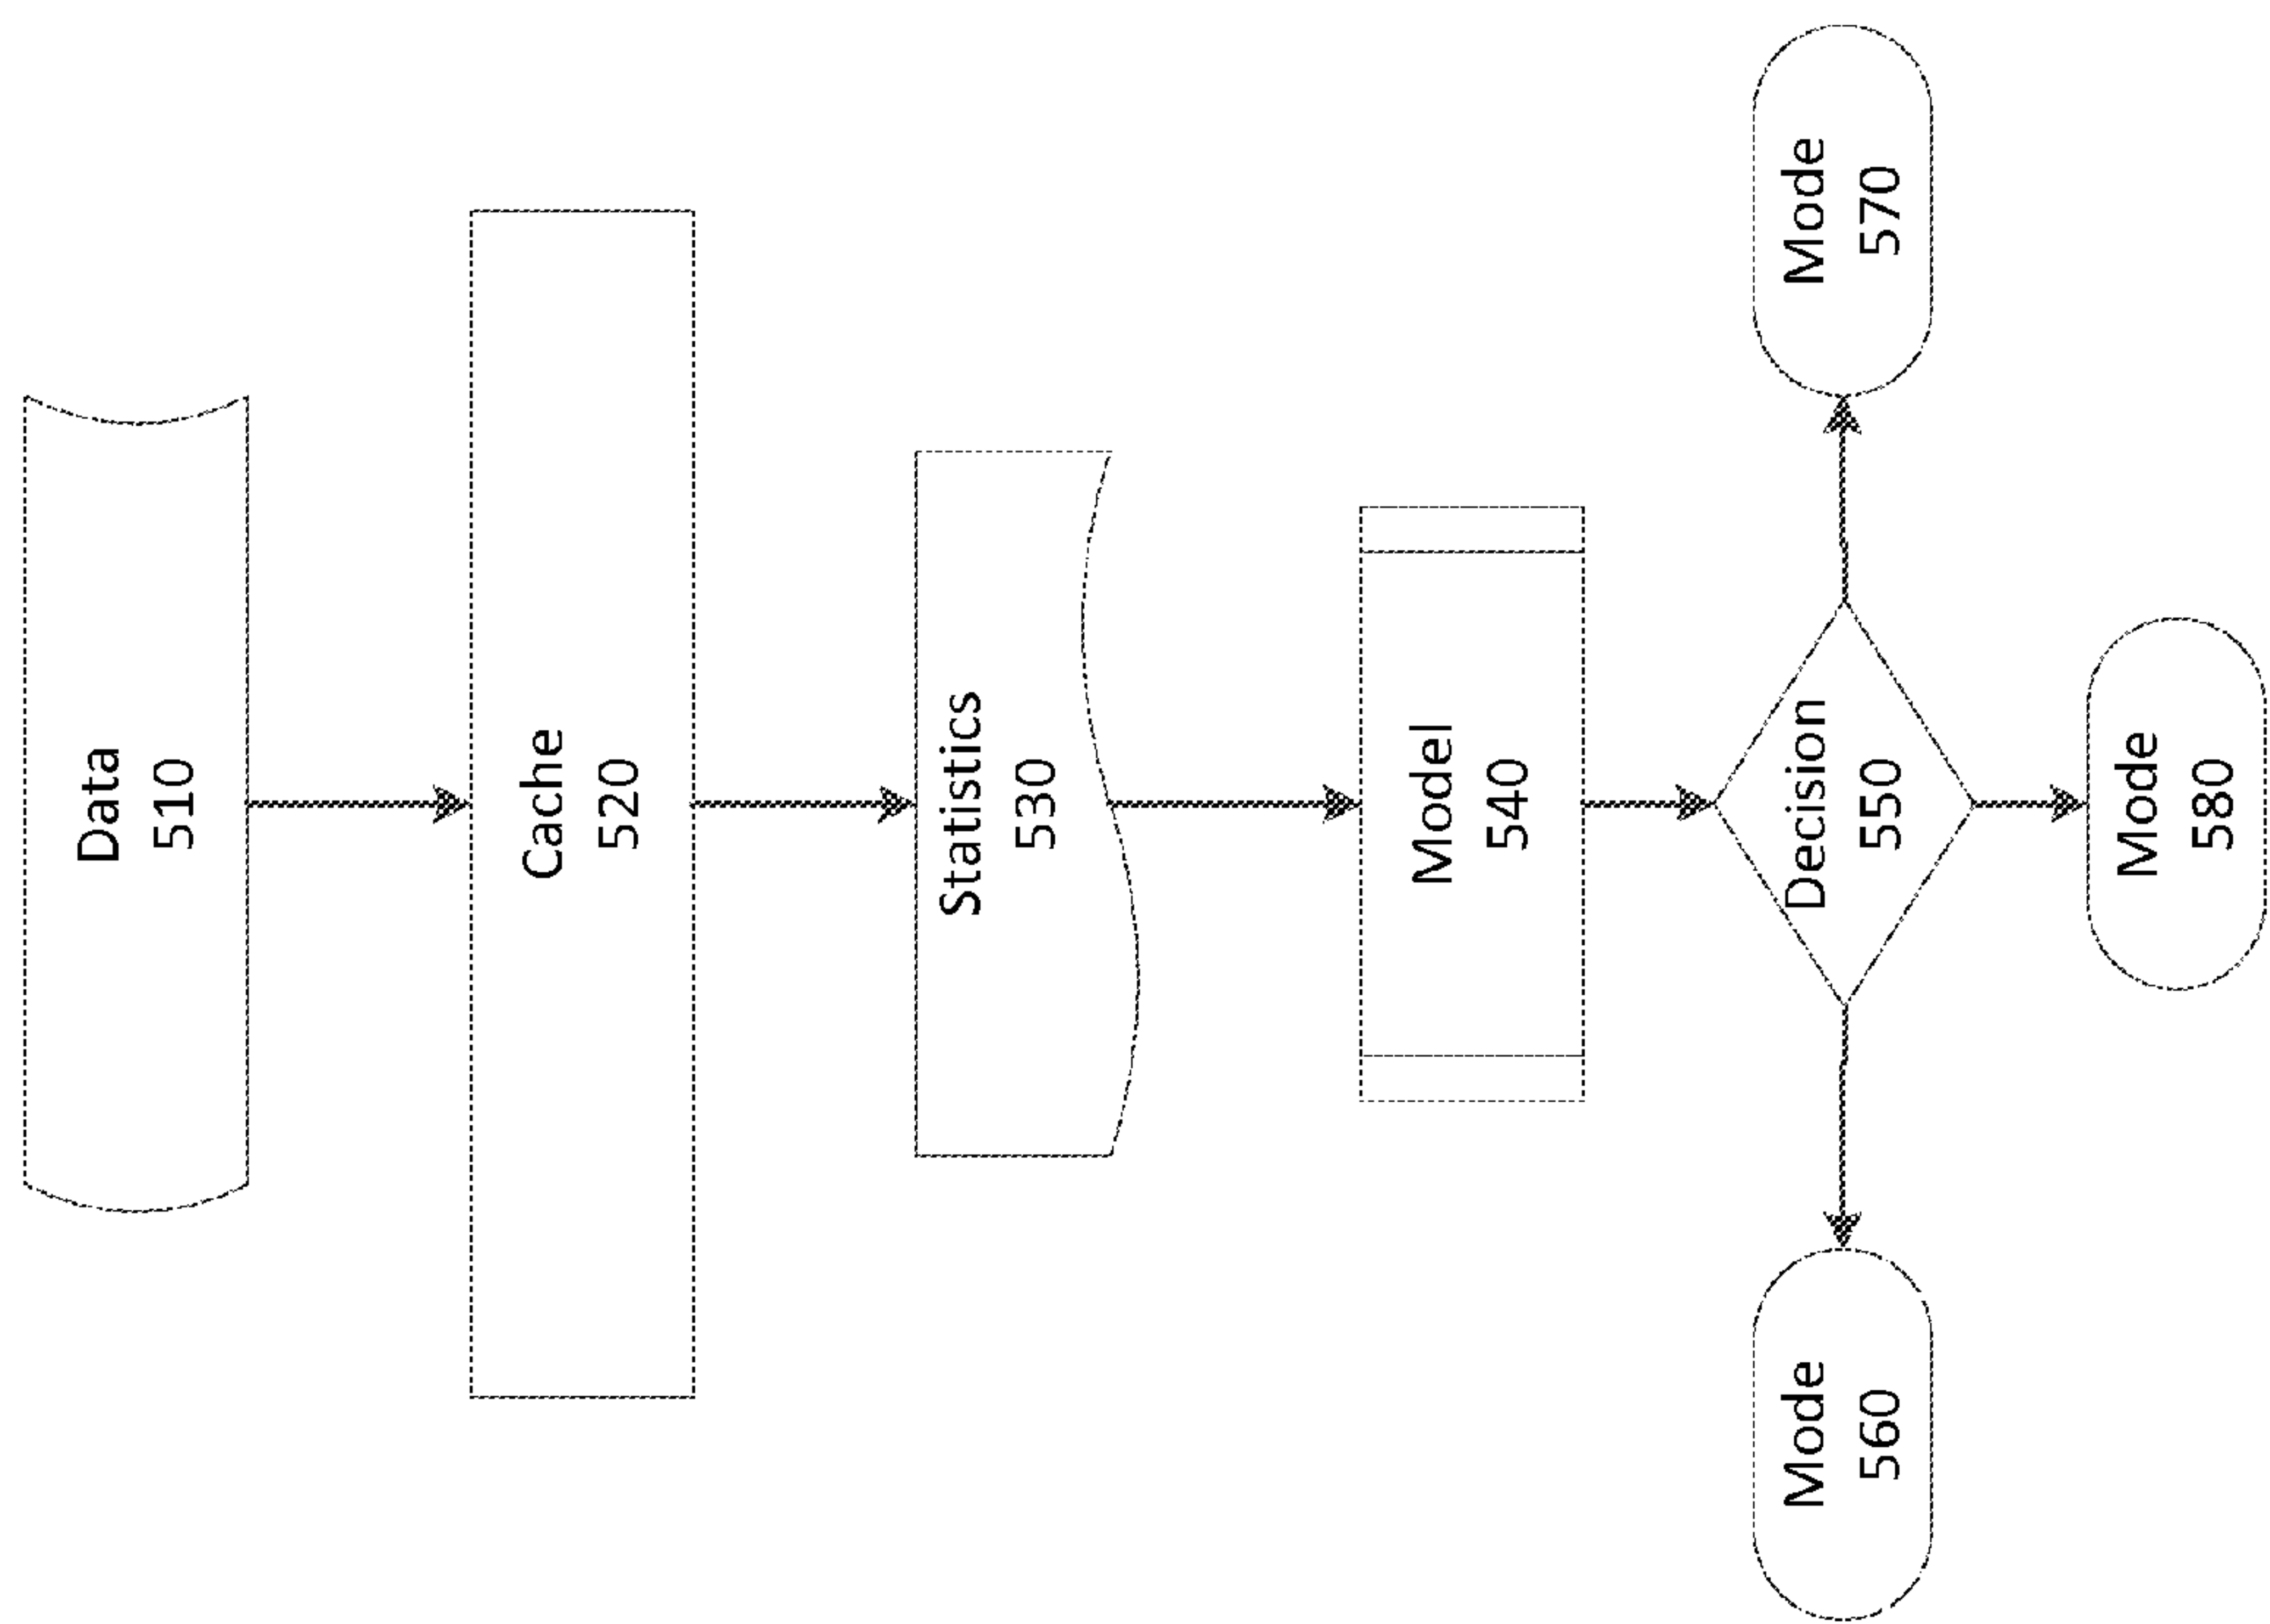 Data
510
Cache
520
Statistics
530
Model
540
Decision
550
Mode
560
Mode
570
Mode
580